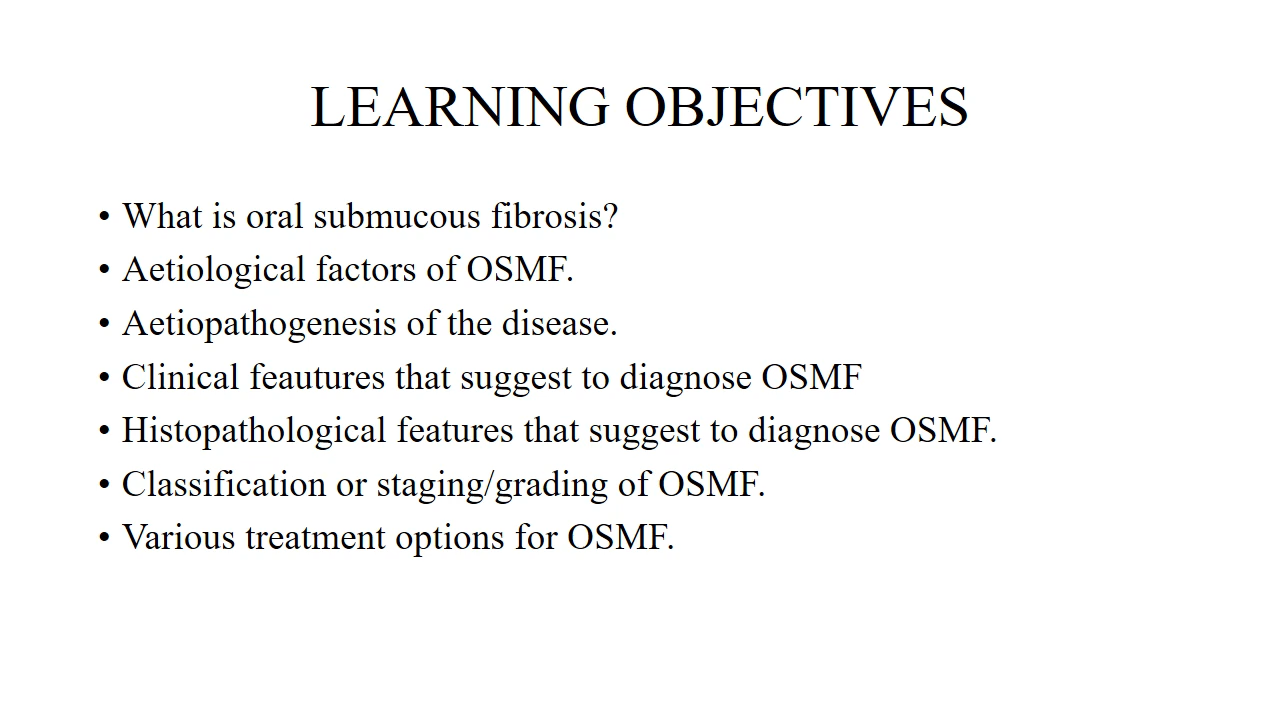 LEARNING OBJECTIVES
• What is oral submucous fibrosis?
• Aetiological factors of OSMF.
• Aetiopathogenesis of the disease.
• Clinical feautures that suggest to diagnose OSMF
• Histopathological features that suggest to diagnose OSMF.
• Classification or staging/grading of OSMF.
• Various treatment options for OSMF.